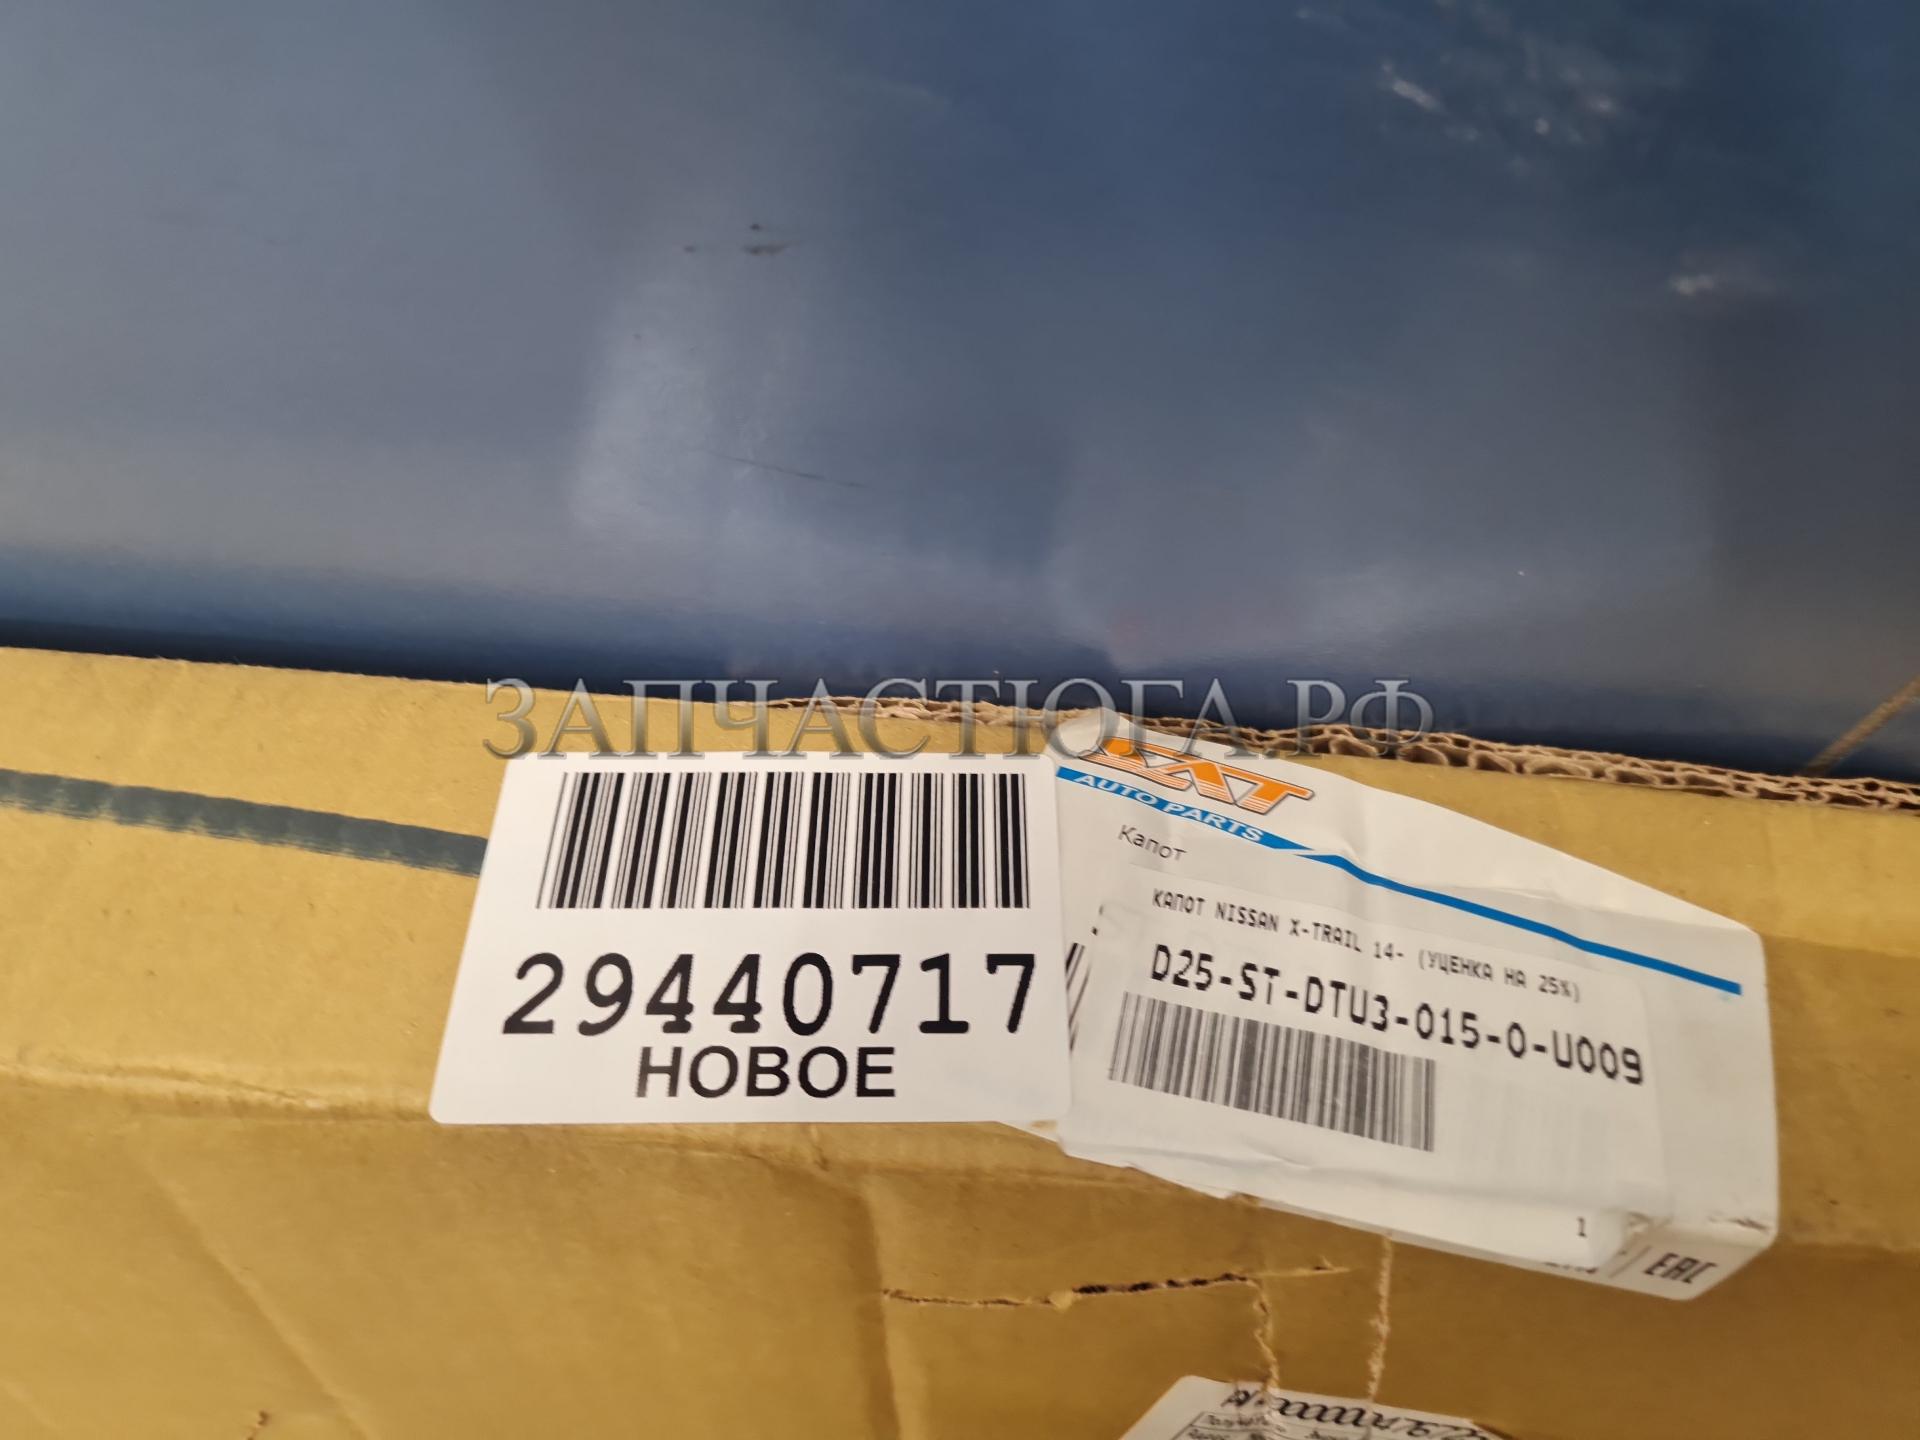 ЗАПЧАСТЮГА.РФ
29440717
НОВОЕ
SAT
AUTO PARTS
Капот
КАПОТ NISSAN X-TRAIL 14- (УЦЕНКА НА 25%)
D25-ST-DTU3-015-0-U009
1
EAC